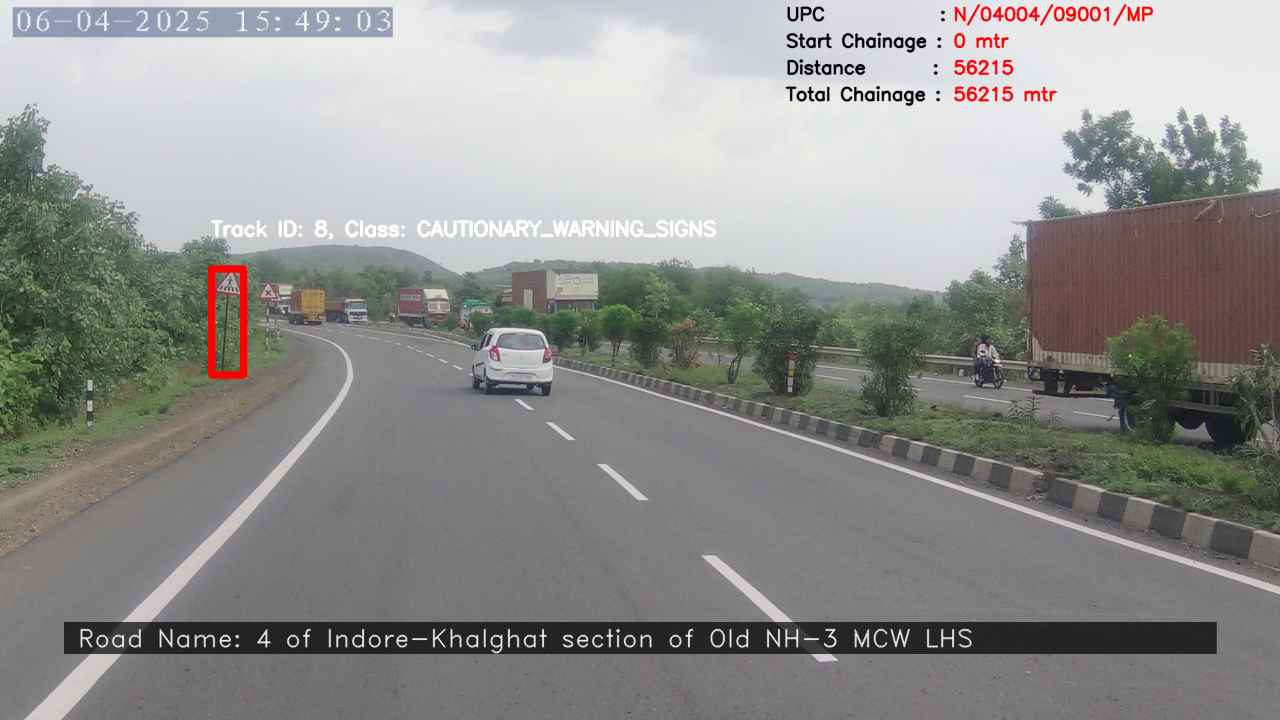 06-04-2025 15:49:03
UPC : N/04004/09001/MP
Start Chainage : 0 mtr
Distance : 56215
Total Chainage : 56215 mtr
Track ID: 8, Class: CAUTIONARY_WARNING_SIGNS
Road Name: 4 of Indore-Khalghat section of Old NH-3 MCW LHS